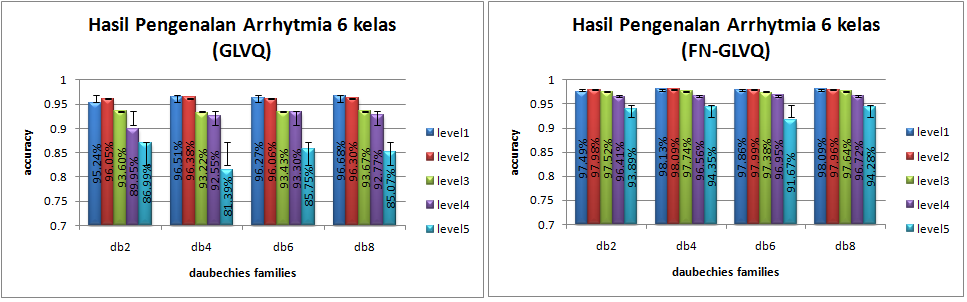 Hasil Pengenalan Arrhytmia 6 kelas
(GLVQ)
1
0.95
0.9
0.85
0.8
0.75
0.7
accuracy
95.24%
96.05%
93.60%
89.95%
86.99%
96.51%
96.38%
93.22%
92.55%
81.39%
96.27%
96.06%
93.43%
93.30%
85.75%
96.68%
96.30%
93.67%
92.77%
85.07%
db2
db4
db6
db8
daubechies families
level1
level2
level3
level4
level5
Hasil Pengenalan Arrhytmia 6 kelas
(FN-GLVQ)
1
0.95
0.9
0.85
0.8
0.75
0.7
accuracy
97.49%
97.98%
97.52%
96.41%
93.89%
98.13%
98.09%
97.74%
96.56%
94.35%
97.86%
97.99%
97.38%
96.95%
91.67%
98.09%
97.96%
97.64%
96.72%
94.28%
db2
db4
db6
db8
daubechies families
level1
level2
level3
level4
level5